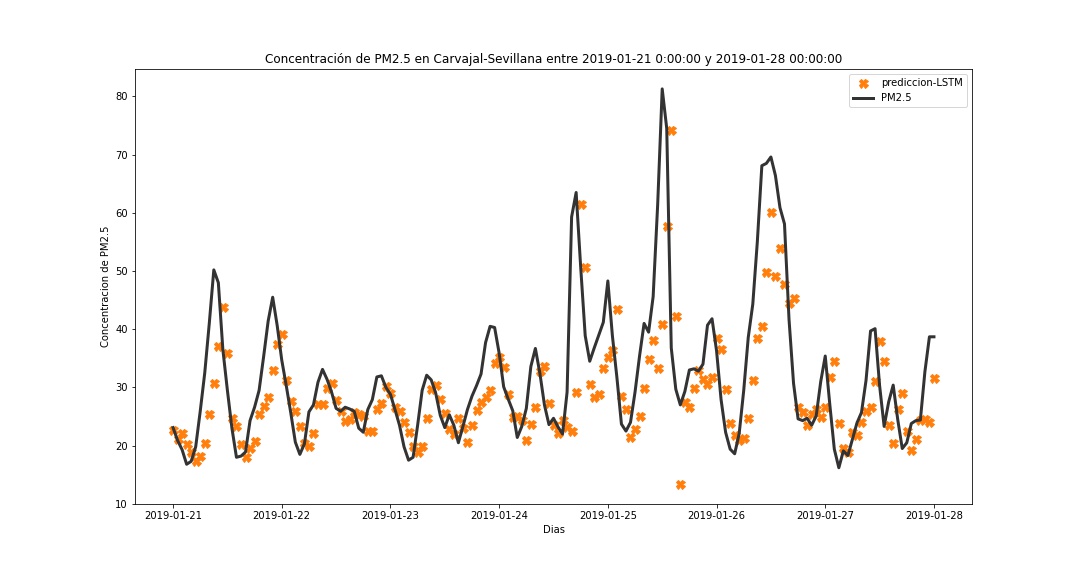 Concentración de PM2.5 en Carvajal-Sevillana entre 2019-01-21 0:00:00 y 2019-01-28 00:00:00
prediccion-LSTM
PM2.5
Concentracion de PM2.5
80
70
60
50
40
30
20
10
2019-01-21 2019-01-22 2019-01-23 2019-01-24 2019-01-25 2019-01-26 2019-01-27 2019-01-28
Dias